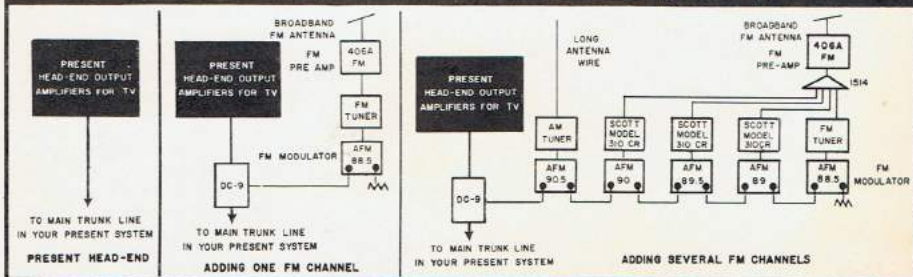 PRESENT
HEAD-END OUTPUT
AMPLIFIERS FOR TV
TO MAIN TRUNK LINE
IN YOUR PRESENT SYSTEM
PRESENT HEAD-END
BROADBAND
FM ANTENNA
FM
PRE AMP
406A
FM
PRESENT
HEAD-END OUTPUT
AMPLIFIERS FOR TV
FM
TUNER
FM MODULATOR
AFM
88.5
DC-9
TO MAIN TRUNK LINE
IN YOUR PRESENT SYSTEM
ADDING ONE FM CHANNEL
LONG
ANTENNA
WIRE
BROADBAND
FM ANTENNA
FM
PRE-AMP
406A
FM
1514
PRESENT
HEAD-END OUTPUT
AMPLIFIERS FOR TV
AM
TUNER
SCOTT
MODEL
310 CR
SCOTT
MODEL
310 CR
SCOTT
MODEL
310CR
FM
TUNER
AFM
90.5
AFM
90
AFM
89.5
AFM
89
AFM
88.5
FM
MODULATOR
DC-9
TO MAIN TRUNK LINE
IN YOUR PRESENT SYSTEM
ADDING SEVERAL FM CHANNELS